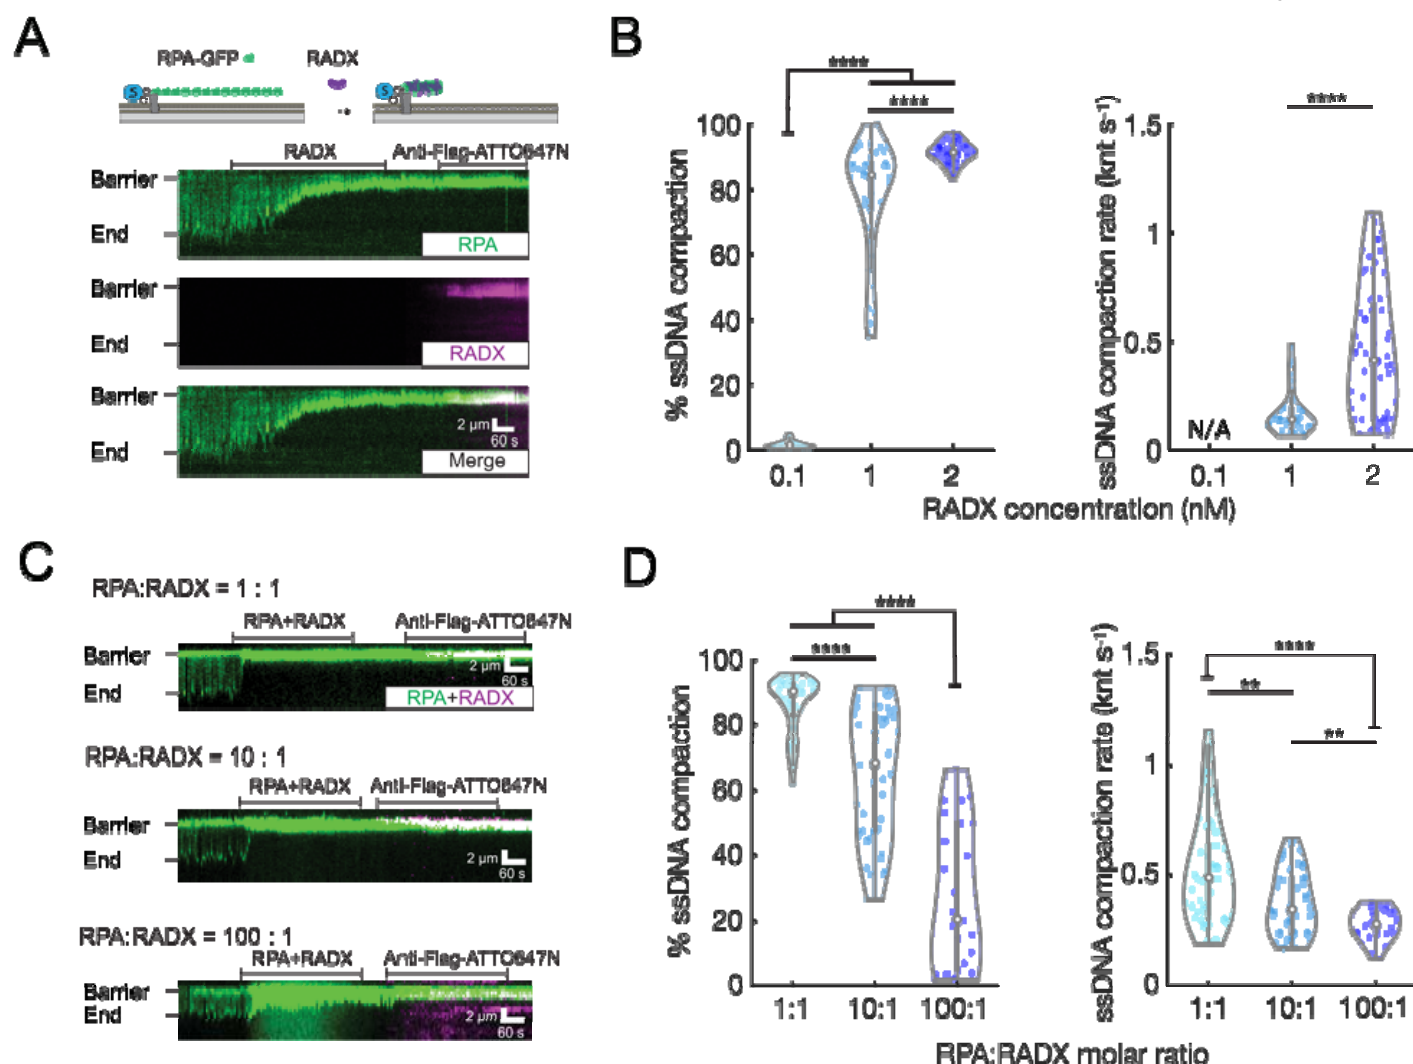 A
RPA-GFP
RADX
S
S
RADX
Anti-Flag-ATTO647N
Barrier
End
RPA
Barrier
End
RADX
Barrier
End
2 µm
60 s
Merge
B
****
****
% ssDNA compaction
100
80
60
40
20
0
0.1
1
2
****
ssDNA compaction rate (knt s⁻¹)
1.5
1
0.5
0
N/A
0.1
1
2
RADX concentration (nM)
C
RPA:RADX = 1 : 1
RPA+RADX
Anti-Flag-ATTO647N
Barrier
End
2 µm
60 s
RPA+RADX
RPA:RADX = 10 : 1
RPA+RADX
Anti-Flag-ATTO647N
Barrier
End
2 µm
60 s
RPA:RADX = 100 : 1
RPA+RADX
Anti-Flag-ATTO647N
Barrier
End
2 µm
60 s
D
****
****
% ssDNA compaction
100
80
60
40
20
0
1:1
10:1
100:1
****
**
**
ssDNA compaction rate (knt s⁻¹)
1.5
1
0.5
0
1:1
10:1
100:1
RPA:RADX molar ratio